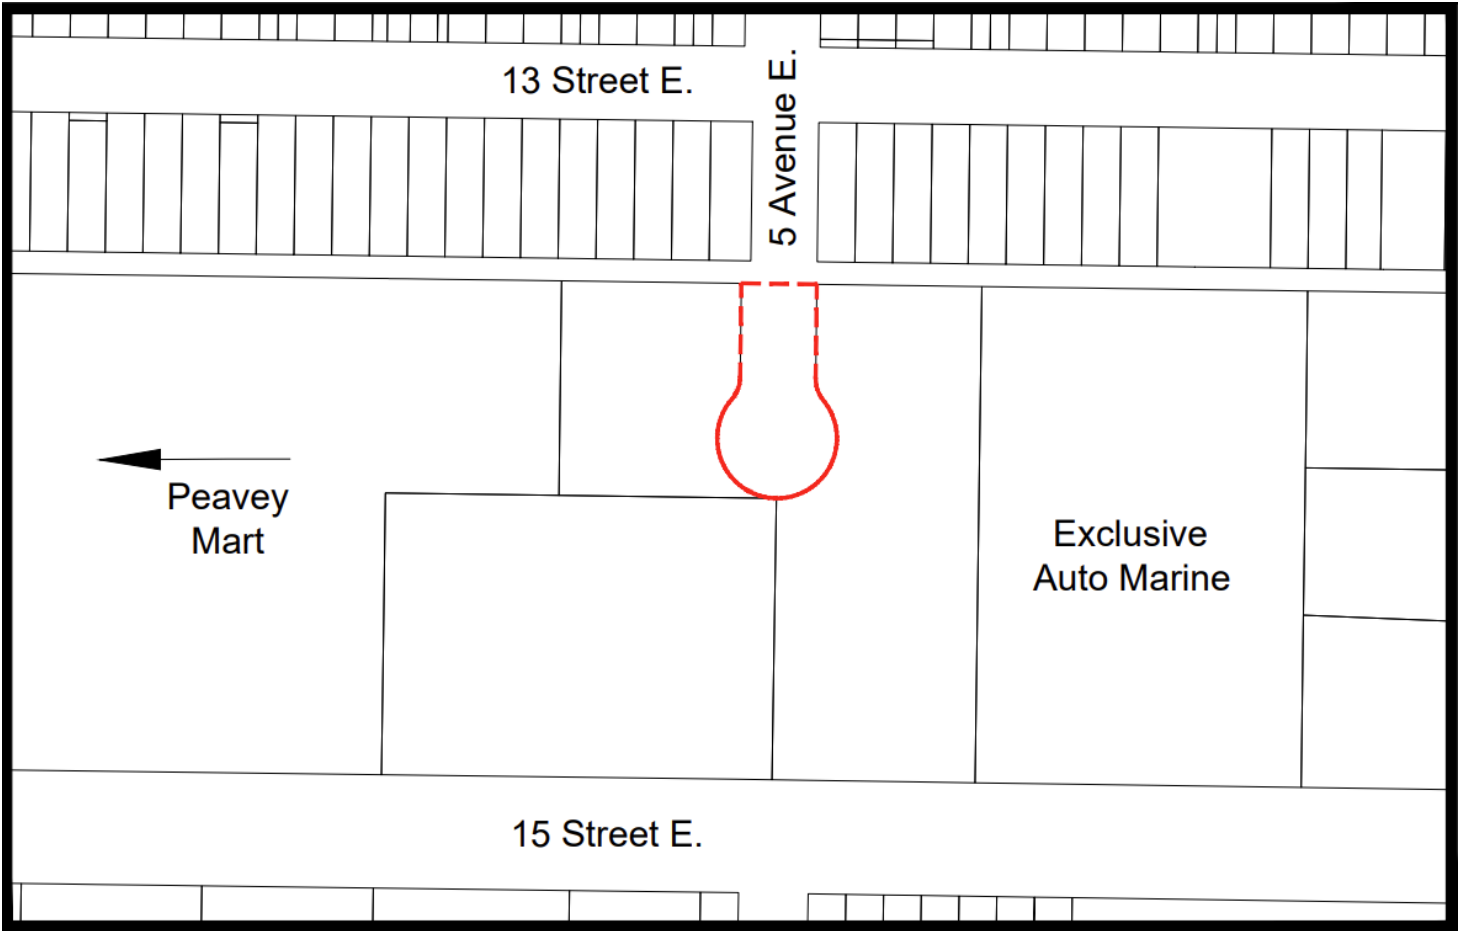 13 Street E.
5 Avenue E.
Peavey
Mart
Exclusive
Auto Marine
15 Street E.